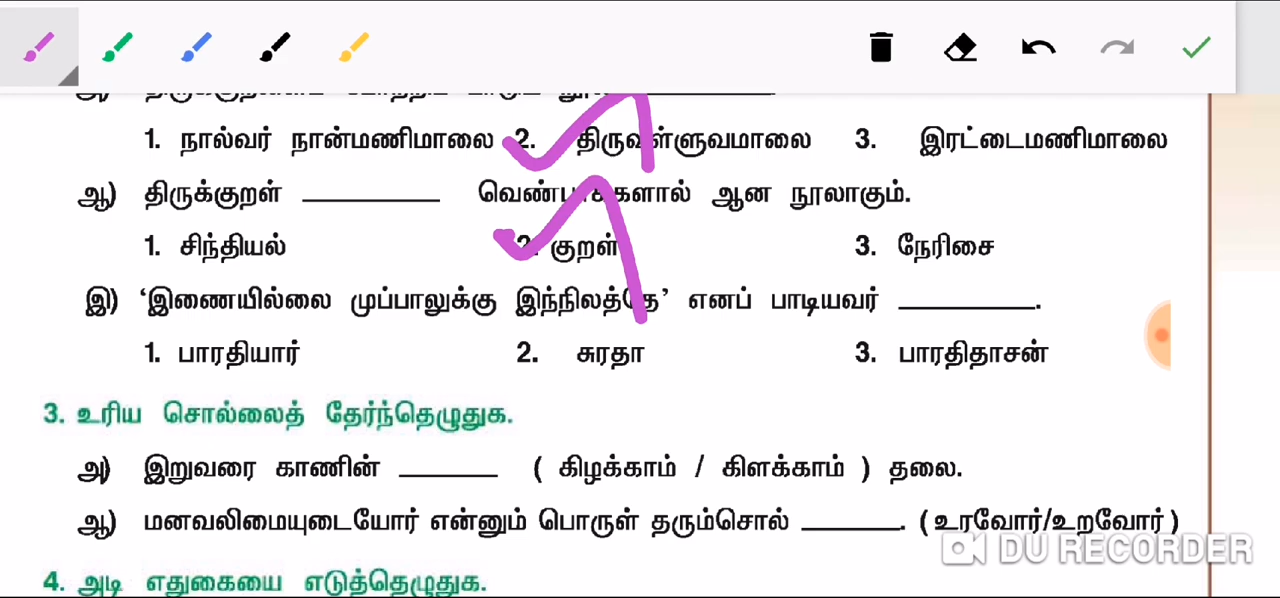 1. நால்வர் நான்மணிமாலை 2. திருவள்ளுவமாலை 3. இரட்டைமணிமாலை
ஆ) திருக்குறள் ________ வெண்பாக்களால் ஆன நூலாகும்.
1. சிந்தியல் 2. குறள் 3. நேரிசை
இ) ‘இணையில்லை முப்பாலுக்கு இந்நிலத்தே’ எனப் பாடியவர் ________.
1. பாரதியார் 2. சுரதா 3. பாரதிதாசன்
3. உரிய சொல்லைத் தேர்ந்தெழுதுக.
அ) இறுவரை காணின் ______ ( கிழக்காம் / கிளக்காம் ) தலை.
ஆ) மனவலிமையுடையோர் என்னும் பொருள் தரும்சொல் ______. ( உரவோர்/உறவோர் )
DU RECORDER
4. அடி எதுகையை எடுத்தெழுதுக.